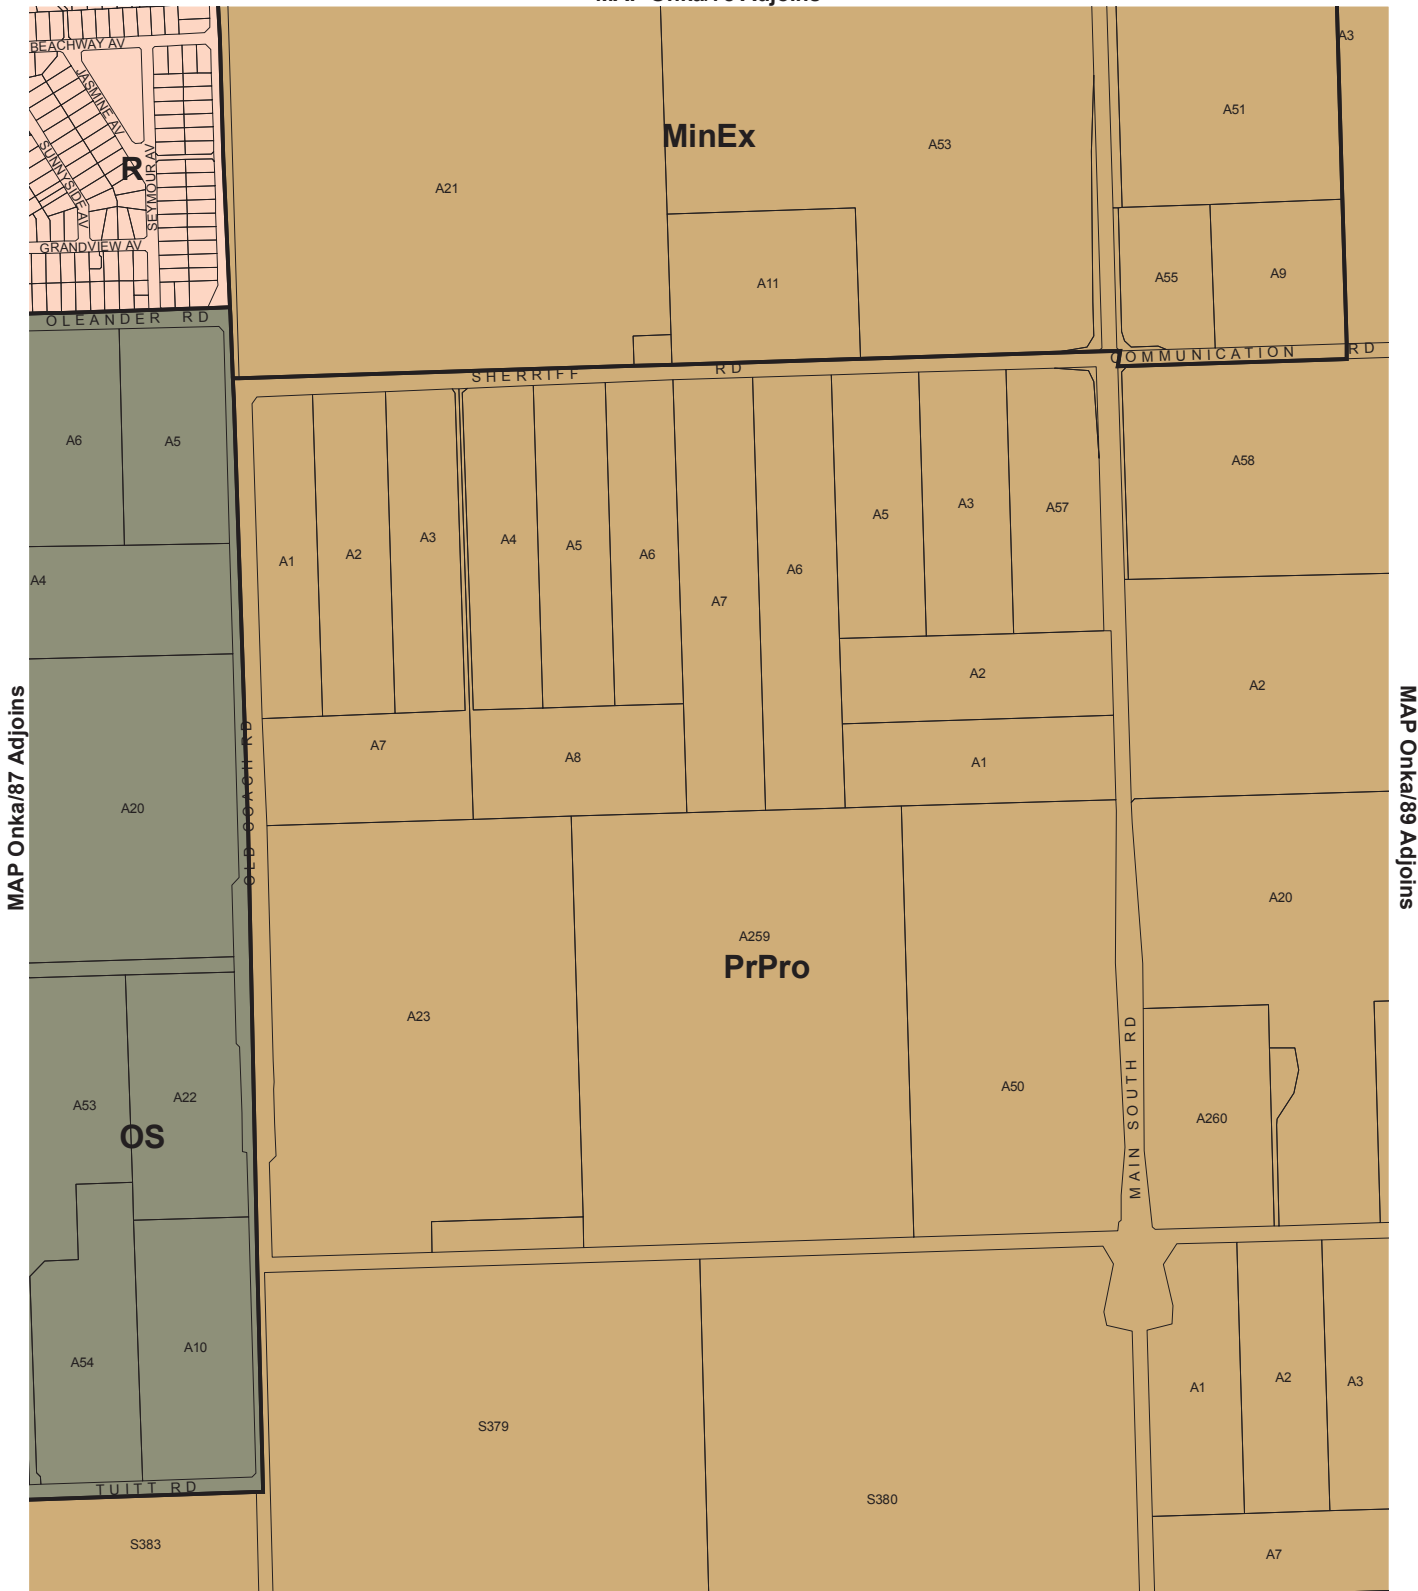 BEACHWAY AV
A3
JASMINE AV
A51
MinEx
A53
R
SUNNYSIDE AV
SEYMOUR AV
A21
GRANDVIEW AV
A11
A55
A9
OLEANDER RD
COMMUNICATION RD
SHERRIFF RD
A6
A5
A58
A1
A2
A3
A4
A5
A6
A7
A6
A5
A3
A57
A4
A2
A2
A7
A8
A1
OLD COACH RD
MAP Onka/87 Adjoins
MAP Onka/89 Adjoins
A20
A20
A259
PrPro
A23
A50
MAIN SOUTH RD
A53
A22
OS
A260
A54
A10
A1
A2
A3
S379
TUITT RD
S380
S383
A7